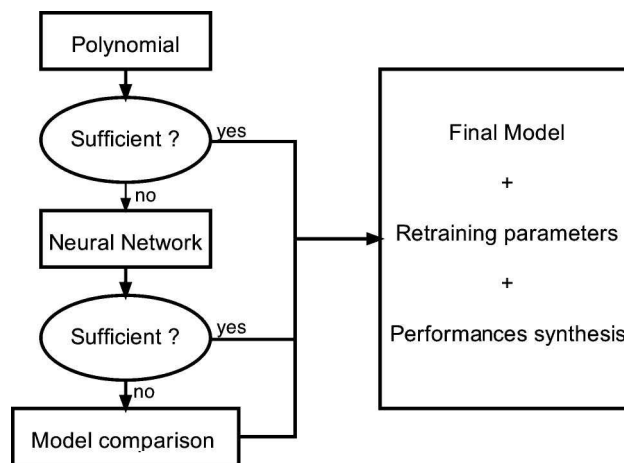 Polynomial
Sufficient ?
yes
no
Neural Network
Sufficient ?
yes
no
Model comparison
Final Model
+
Retraining parameters
+
Performances synthesis